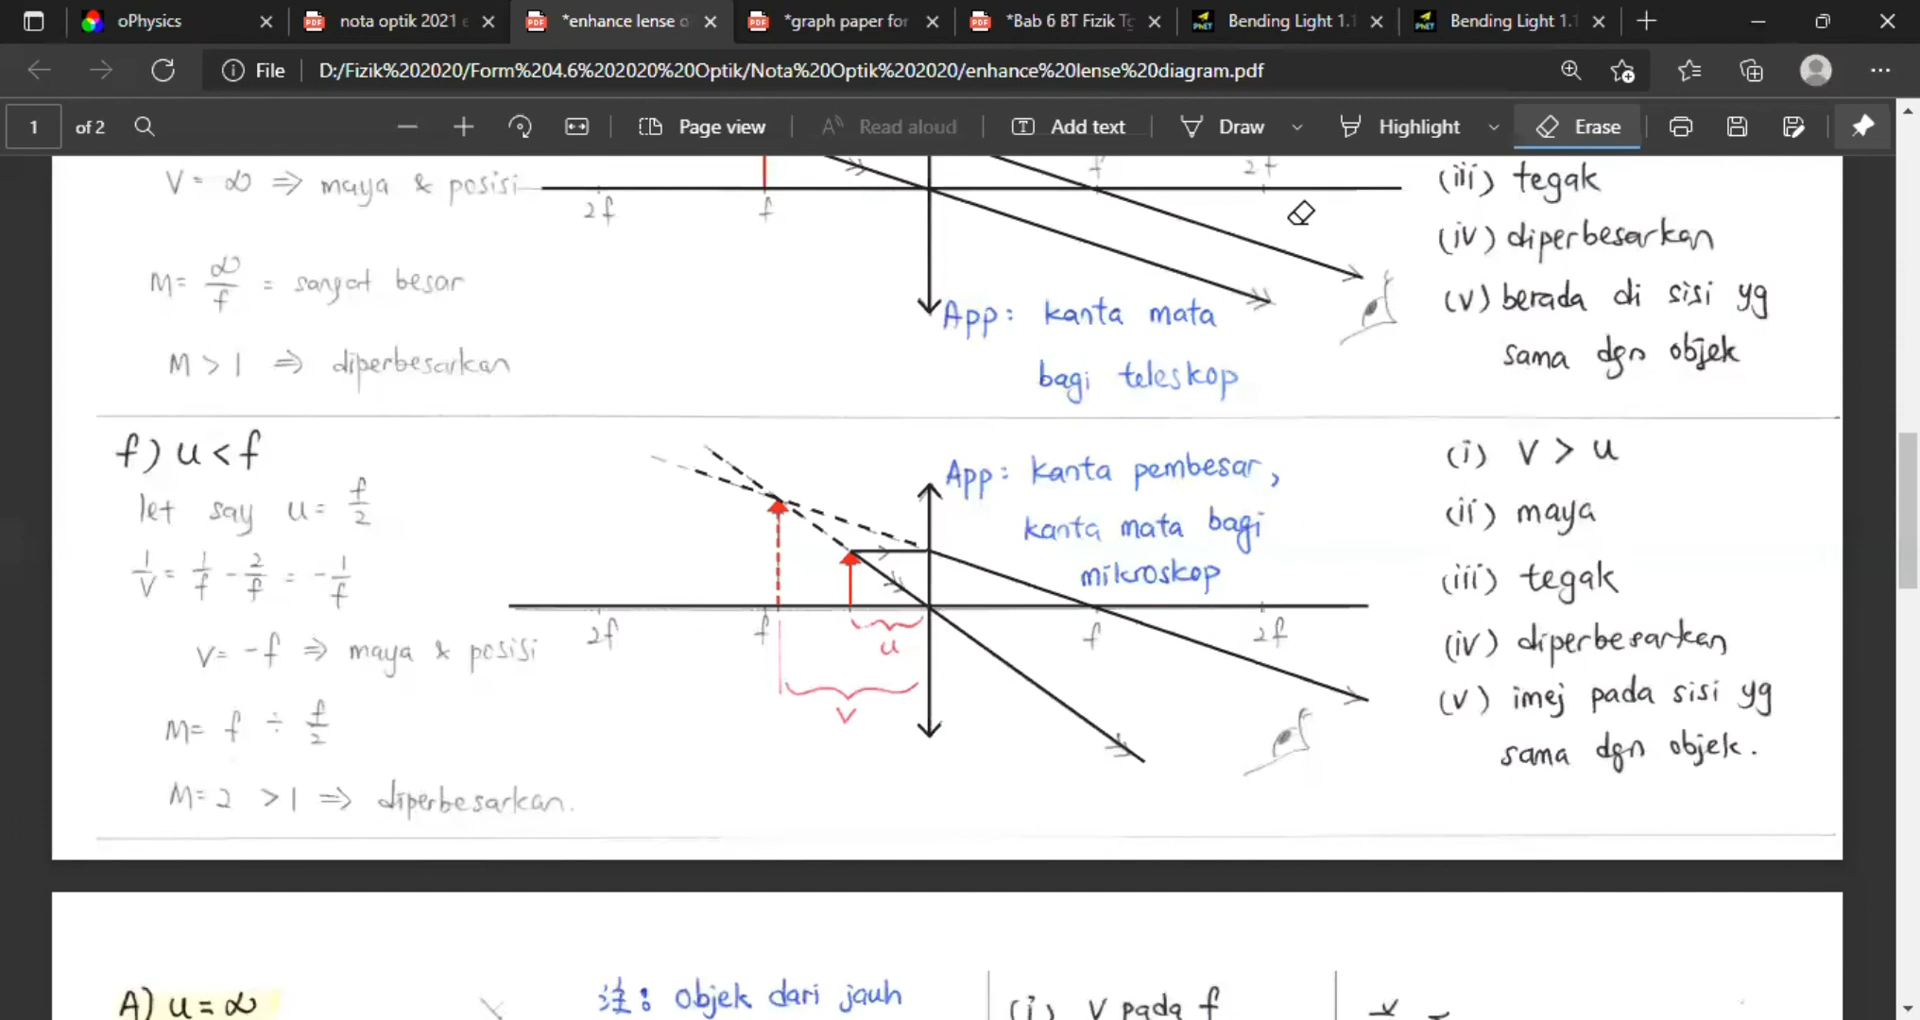 oPhysics
nota optik 2021 e
*enhance lense d
*graph paper for
*Bab 6 BT Fizik Tg
Bending Light 1.1
Bending Light 1.1
File
D:/Fizik%202020/Form%204.6%202020%20Optik/Nota%20Optik%202020/enhance%20lense%20diagram.pdf
1 of 2
Page view
Read aloud
Add text
Draw
Highlight
Erase
V = ∞ ⇒ maya & posisi
M = ∞/f = sangat besar
M > 1 ⇒ diperbesarkan
2f
f
f
2f
App: kanta mata
bagi teleskop
(iii) tegak
(iv) diperbesarkan
(v) berada di sisi yg
sama dgn objek
f) u < f
let say u = f/2
1/v = 1/f - 2/f = -1/f
v = -f ⇒ maya & posisi
M = f ÷ f/2
M = 2 > 1 ⇒ diperbesarkan.
App: kanta pembesar,
kanta mata bagi
mikroskop
2f
f
u
v
f
2f
(i) V > u
(ii) maya
(iii) tegak
(iv) diperbesarkan
(v) imej pada sisi yg
sama dgn objek.
A) u = ∞
注: objek dari jauh
(i) V pada f